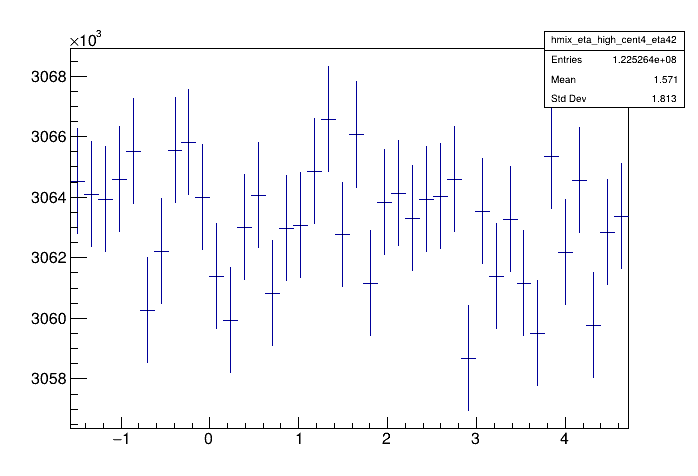 ×10³
hmix_eta_high_cent4_eta42
Entries 1.225264e+08
Mean 1.571
Std Dev 1.813
3068
3066
3064
3062
3060
3058
−1 0 1 2 3 4